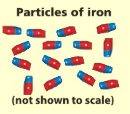 Particles of iron
(not shown to scale)